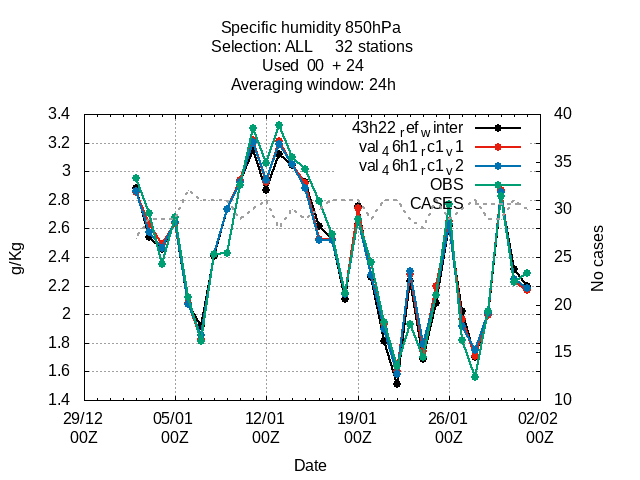 Specific humidity 850hPa
Selection: ALL 32 stations
Used 00 + 24
Averaging window: 24h
43h22refwinter
val46h1rc1v1
val46h1rc1v2
OBS
CASES
3.4
3.2
3
2.8
2.6
2.4
2.2
2
1.8
1.6
1.4
g/Kg
40
35
30
25
20
15
10
No cases
29/12 05/01 12/01 19/01 26/01 02/02
00Z 00Z 00Z 00Z 00Z 00Z
Date